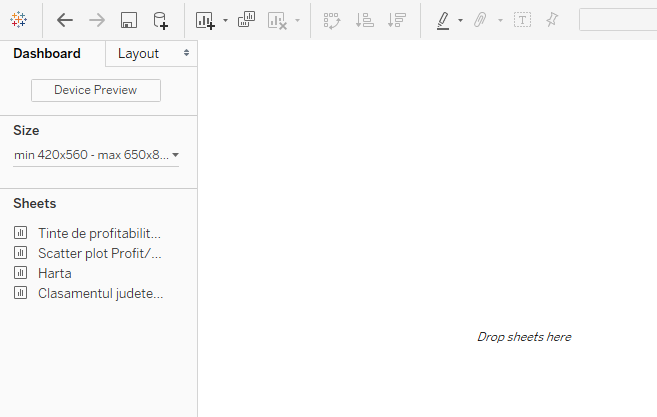 Dashboard Layout
Device Preview
Size
min 420x560 - max 650x8...
Sheets
Tinte de profitabilit...
Scatter plot Profit/...
Harta
Clasamentul judete...
Drop sheets here